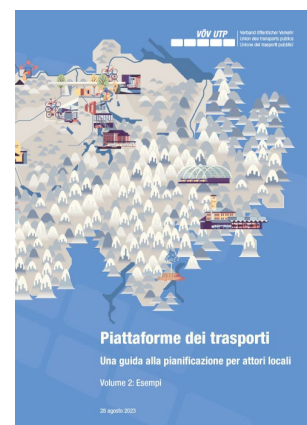 VÖV UTP
Verband öffentlicher Verkehr
Union des transports publics
Unione dei trasporti pubblici
Piattaforme dei trasporti
Una guida alla pianificazione per attori locali
Volume 2: Esempi
28 agosto 2023